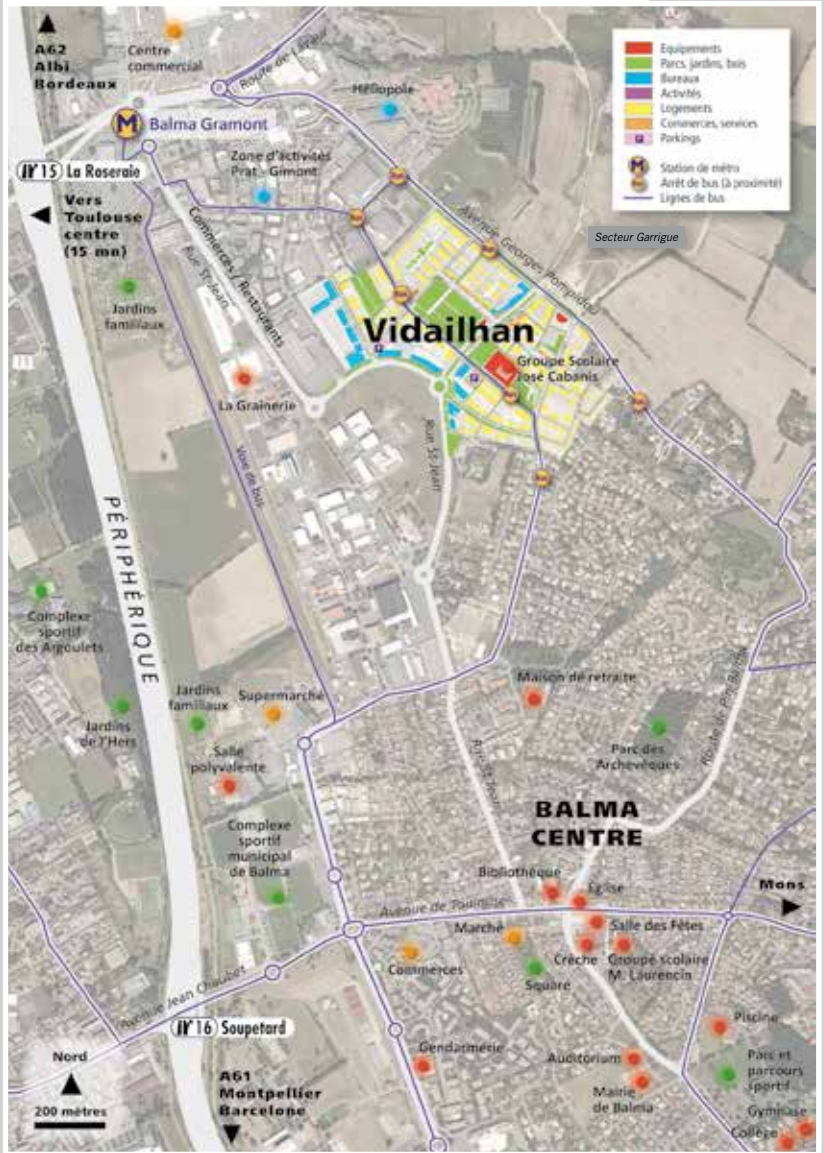 A62
Albi
Bordeaux
Centre
commercial
Route de Lavaur
Héliopole
M Balma Gramont
N° 15 La Roseraie
Zone d'activités
Prat - Gimont
Vers
Toulouse
centre
(15 mn)
Equipements
Parcs, jardins, bois
Bureaux
Activités
Logements
Commerces, services
P Parkings
M Station de métro
Bus Arrêt de bus (à proximité)
Lignes de bus
Secteur Garrigue
Avenue Georges Pompidou
Commerces / Restaurants
Rue St Jean
Jardins
familiaux
Vidailhan
Groupe Scolaire
José Cabanis
La Grainerie
Rue St Jean
Voie de bus
PÉRIPHÉRIQUE
Complexe
sportif
des Argoulets
Jardins
de l'Hers
Jardins
familiaux
Supermarché
Salle
polyvalente
Maison de retraite
Parc des
Archevêques
Rue St Jean
BALMA
CENTRE
Complexe
sportif
municipal
de Balma
Bibliothèque
Église
Mons
Avenue de Toulouse
Marché
Salle des Fêtes
Commerces
Crèche
Groupe scolaire
M. Laurencin
Square
Avenue Jean Chaubet
N° 16 Soupetard
Gendarmerie
Piscine
Auditorium
Parc et
parcours
sportif
Mairie
de Balma
Gymnase
Collège
Nord
200 mètres
A61
Montpellier
Barcelone